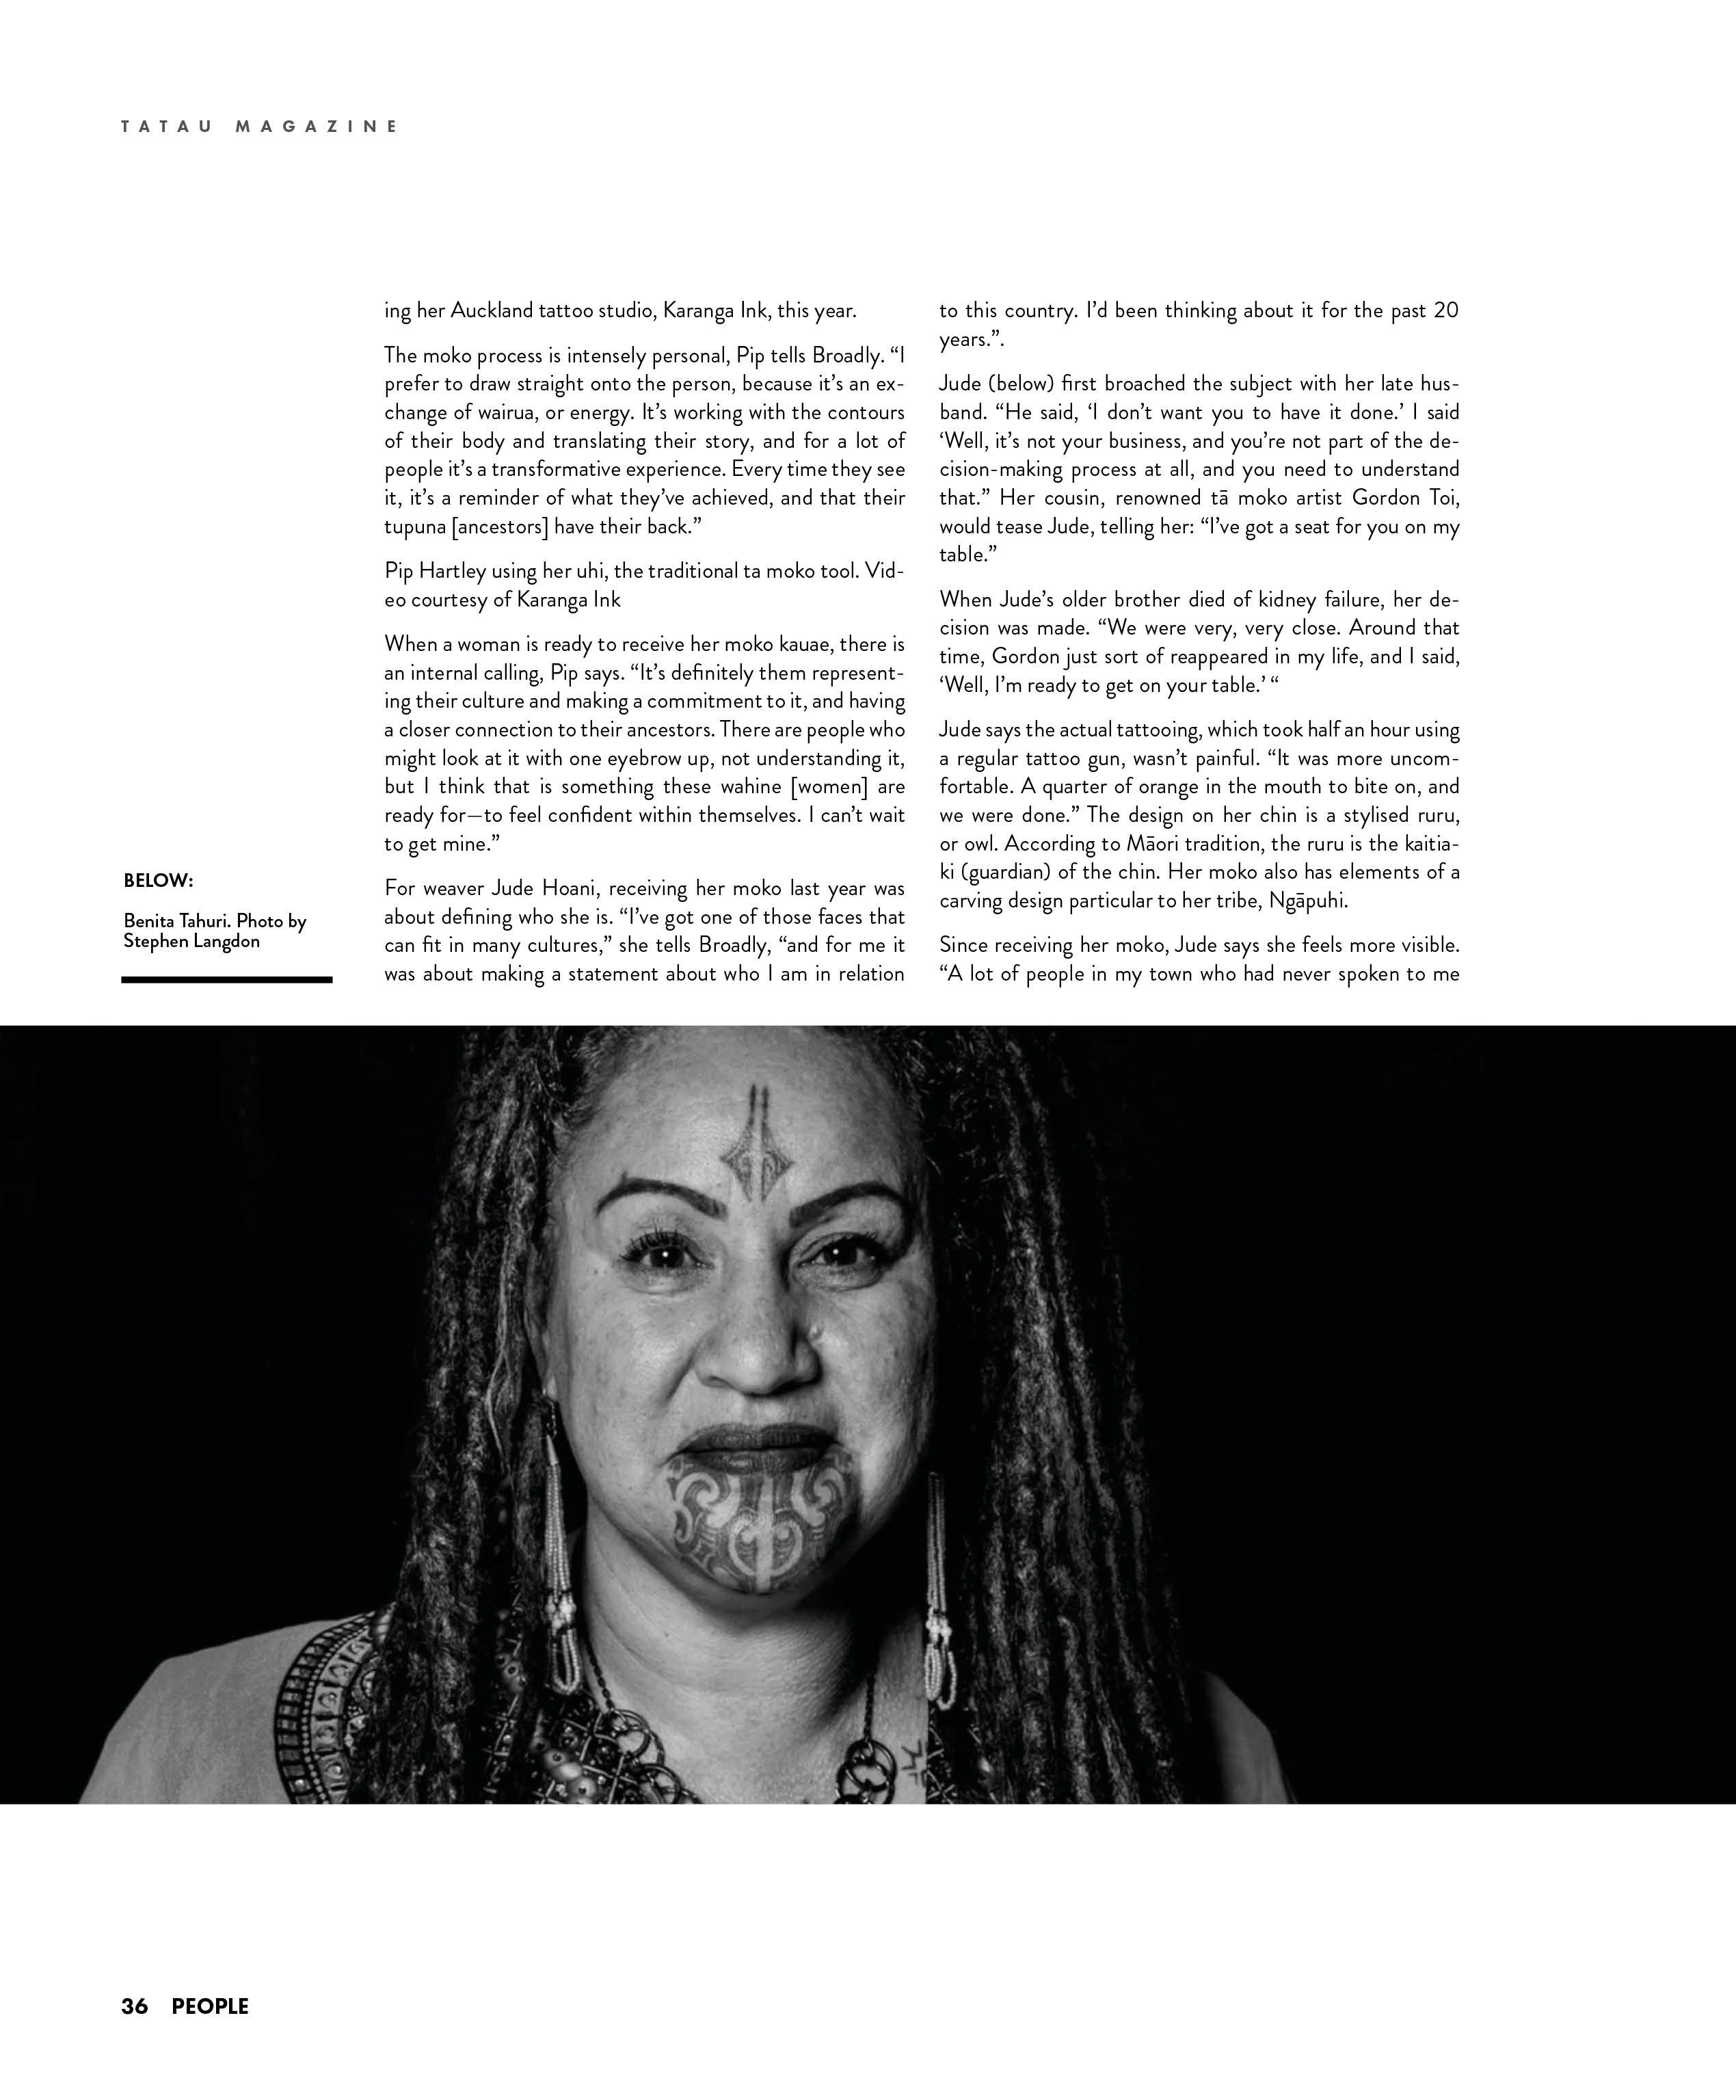 TATAU MAGAZINE
ing her Auckland tattoo studio, Karanga Ink, this year.
The moko process is intensely personal, Pip tells Broadly. “I
prefer to draw straight onto the person, because it’s an ex-
change of wairua, or energy. It’s working with the contours
of their body and translating their story, and for a lot of
people it’s a transformative experience. Every time they see
it, it’s a reminder of what they’ve achieved, and that their
tupuna [ancestors] have their back.”
Pip Hartley using her uhi, the traditional ta moko tool. Vid-
eo courtesy of Karanga Ink
When a woman is ready to receive her moko kauae, there is
an internal calling, Pip says. “It’s definitely them represent-
ing their culture and making a commitment to it, and having
a closer connection to their ancestors. There are people who
might look at it with one eyebrow up, not understanding it,
but I think that is something these wahine [women] are
ready for—to feel confident within themselves. I can’t wait
to get mine.”
For weaver Jude Hoani, receiving her moko last year was
about defining who she is. “I’ve got one of those faces that
can fit in many cultures,” she tells Broadly, “and for me it
was about making a statement about who I am in relation
to this country. I’d been thinking about it for the past 20
years.”.
Jude (below) first broached the subject with her late hus-
band. “He said, ‘I don’t want you to have it done.’ I said
‘Well, it’s not your business, and you’re not part of the de-
cision-making process at all, and you need to understand
that.” Her cousin, renowned tā moko artist Gordon Toi,
would tease Jude, telling her: “I’ve got a seat for you on my
table.”
When Jude’s older brother died of kidney failure, her de-
cision was made. “We were very, very close. Around that
time, Gordon just sort of reappeared in my life, and I said,
‘Well, I’m ready to get on your table.’ “
Jude says the actual tattooing, which took half an hour using
a regular tattoo gun, wasn’t painful. “It was more uncom-
fortable. A quarter of orange in the mouth to bite on, and
we were done.” The design on her chin is a stylised ruru,
or owl. According to Māori tradition, the ruru is the kaitia-
ki (guardian) of the chin. Her moko also has elements of a
carving design particular to her tribe, Ngāpuhi.
Since receiving her moko, Jude says she feels more visible.
“A lot of people in my town who had never spoken to me
BELOW:
Benita Tahuri. Photo by
Stephen Langdon
36 PEOPLE